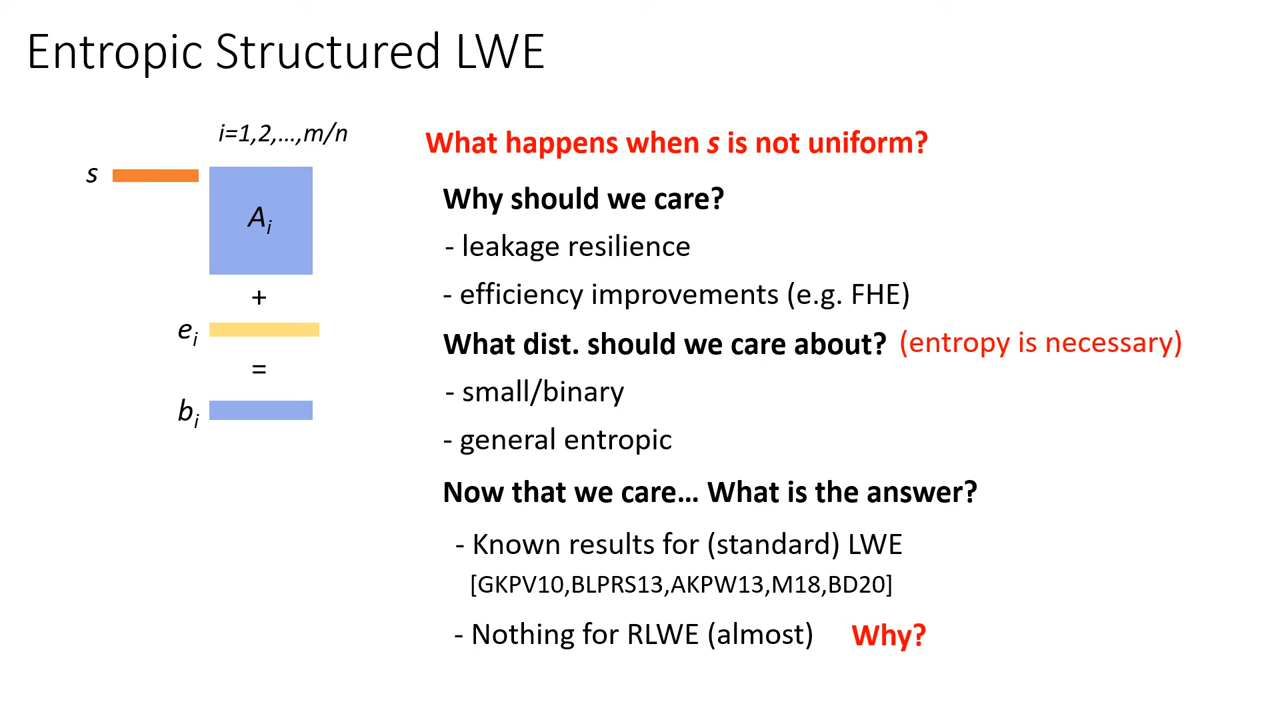 Entropic Structured LWE
i=1,2,...,m/n
s
A_i
+
e_i
=
b_i
What happens when s is not uniform?
Why should we care?
- leakage resilience
- efficiency improvements (e.g. FHE)
What dist. should we care about? (entropy is necessary)
- small/binary
- general entropic
Now that we care... What is the answer?
- Known results for (standard) LWE
[GKPV10,BLPRS13,AKPW13,M18,BD20]
- Nothing for RLWE (almost) Why?